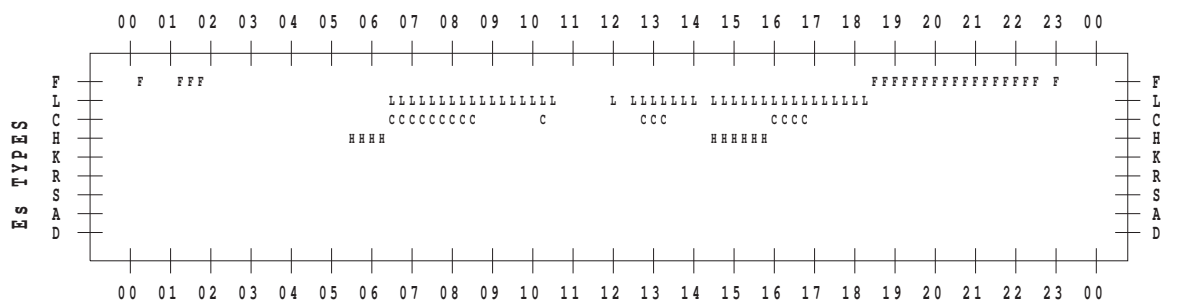 00 01 02 03 04 05 06 07 08 09 10 11 12 13 14 15 16 17 18 19 20 21 22 23 00
F F FFF FFFFFFFFFFFFFFFFF F F
L LLLLLLLLLLLLLLLLL L LLLLLLL LLLLLLLLLLLLLLLL L
C CCCCCCCCC C CCC CCCC C
H HHHH HHHHHH H
K K
R R
S S
A A
D D
Es TYPES
00 01 02 03 04 05 06 07 08 09 10 11 12 13 14 15 16 17 18 19 20 21 22 23 00